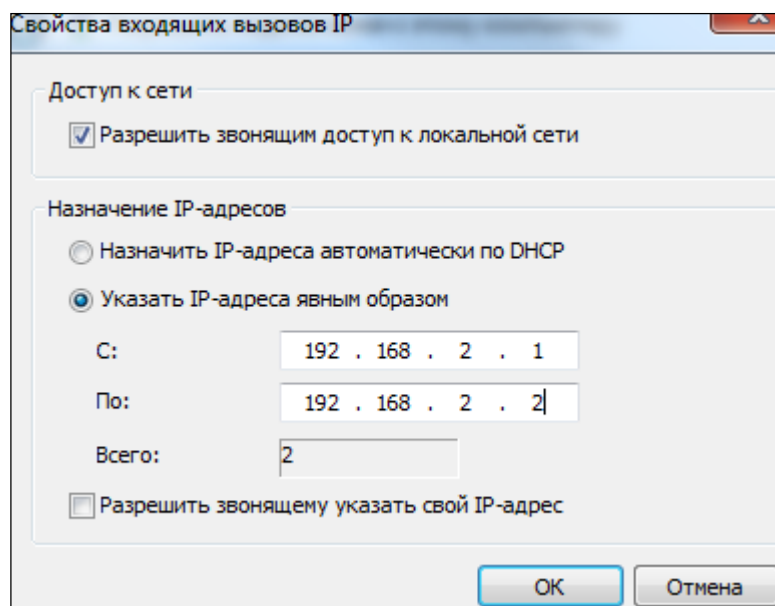 Свойства входящих вызовов IP
Доступ к сети
Разрешить звонящим доступ к локальной сети
Назначение IP-адресов
Назначить IP-адреса автоматически по DHCP
Указать IP-адреса явным образом
С: 192 . 168 . 2 . 1
По: 192 . 168 . 2 . 2
Всего: 2
Разрешить звонящему указать свой IP-адрес
ОК Отмена